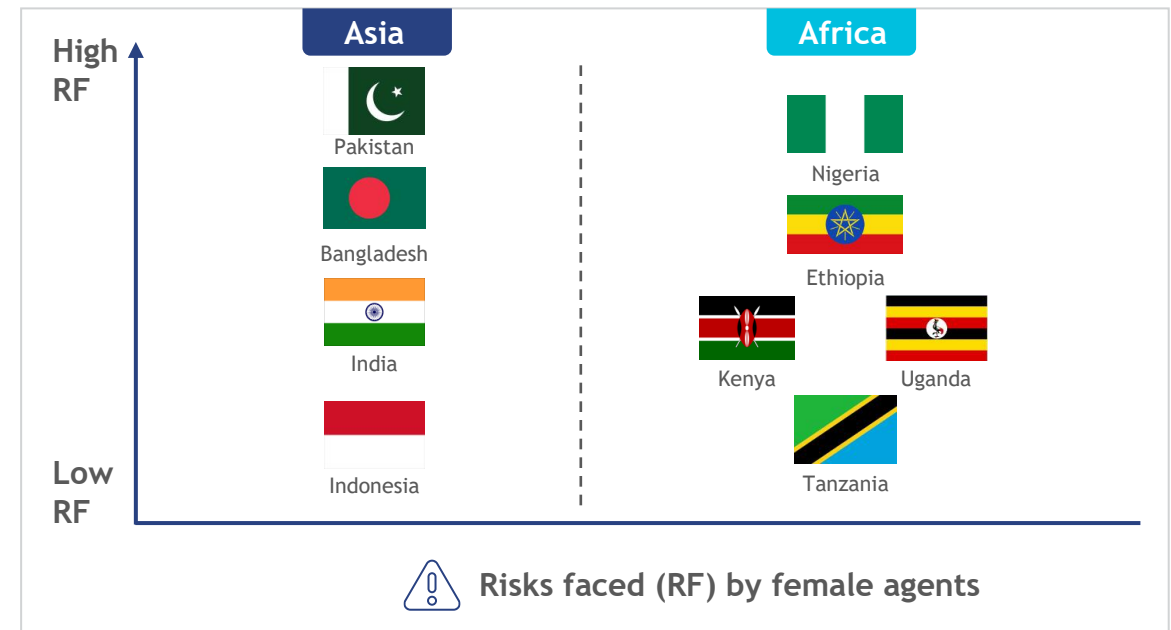 High
RF
Asia
Africa
Pakistan
Nigeria
Bangladesh
Ethiopia
India
Kenya
Uganda
Indonesia
Tanzania
Low
RF
Risks faced (RF) by female agents